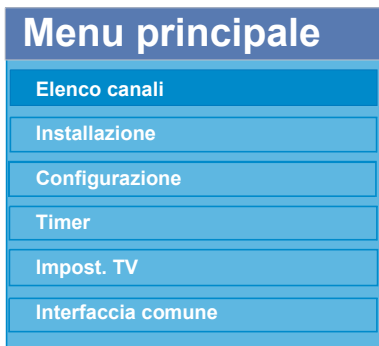 Menu principale
Elenco canali
Installazione
Configurazione
Timer
Impost. TV
Interfaccia comune